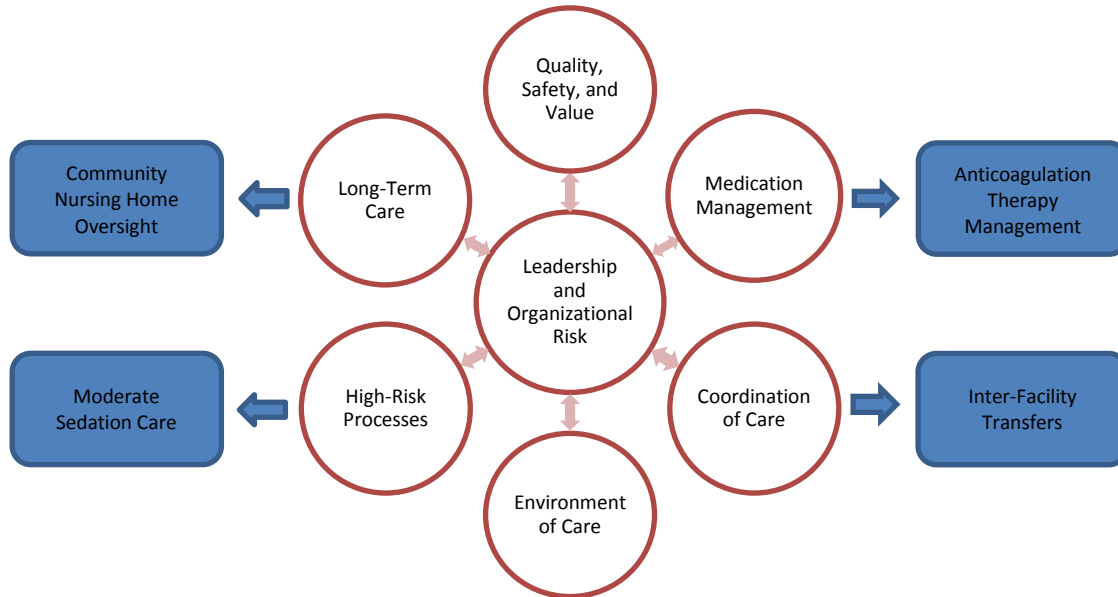 Quality,
Safety, and
Value
Community
Nursing Home
Oversight
Long-Term
Care
Medication
Management
Anticoagulation
Therapy
Management
Leadership
and
Organizational
Risk
Moderate
Sedation Care
High-Risk
Processes
Coordination
of Care
Inter-Facility
Transfers
Environment
of Care